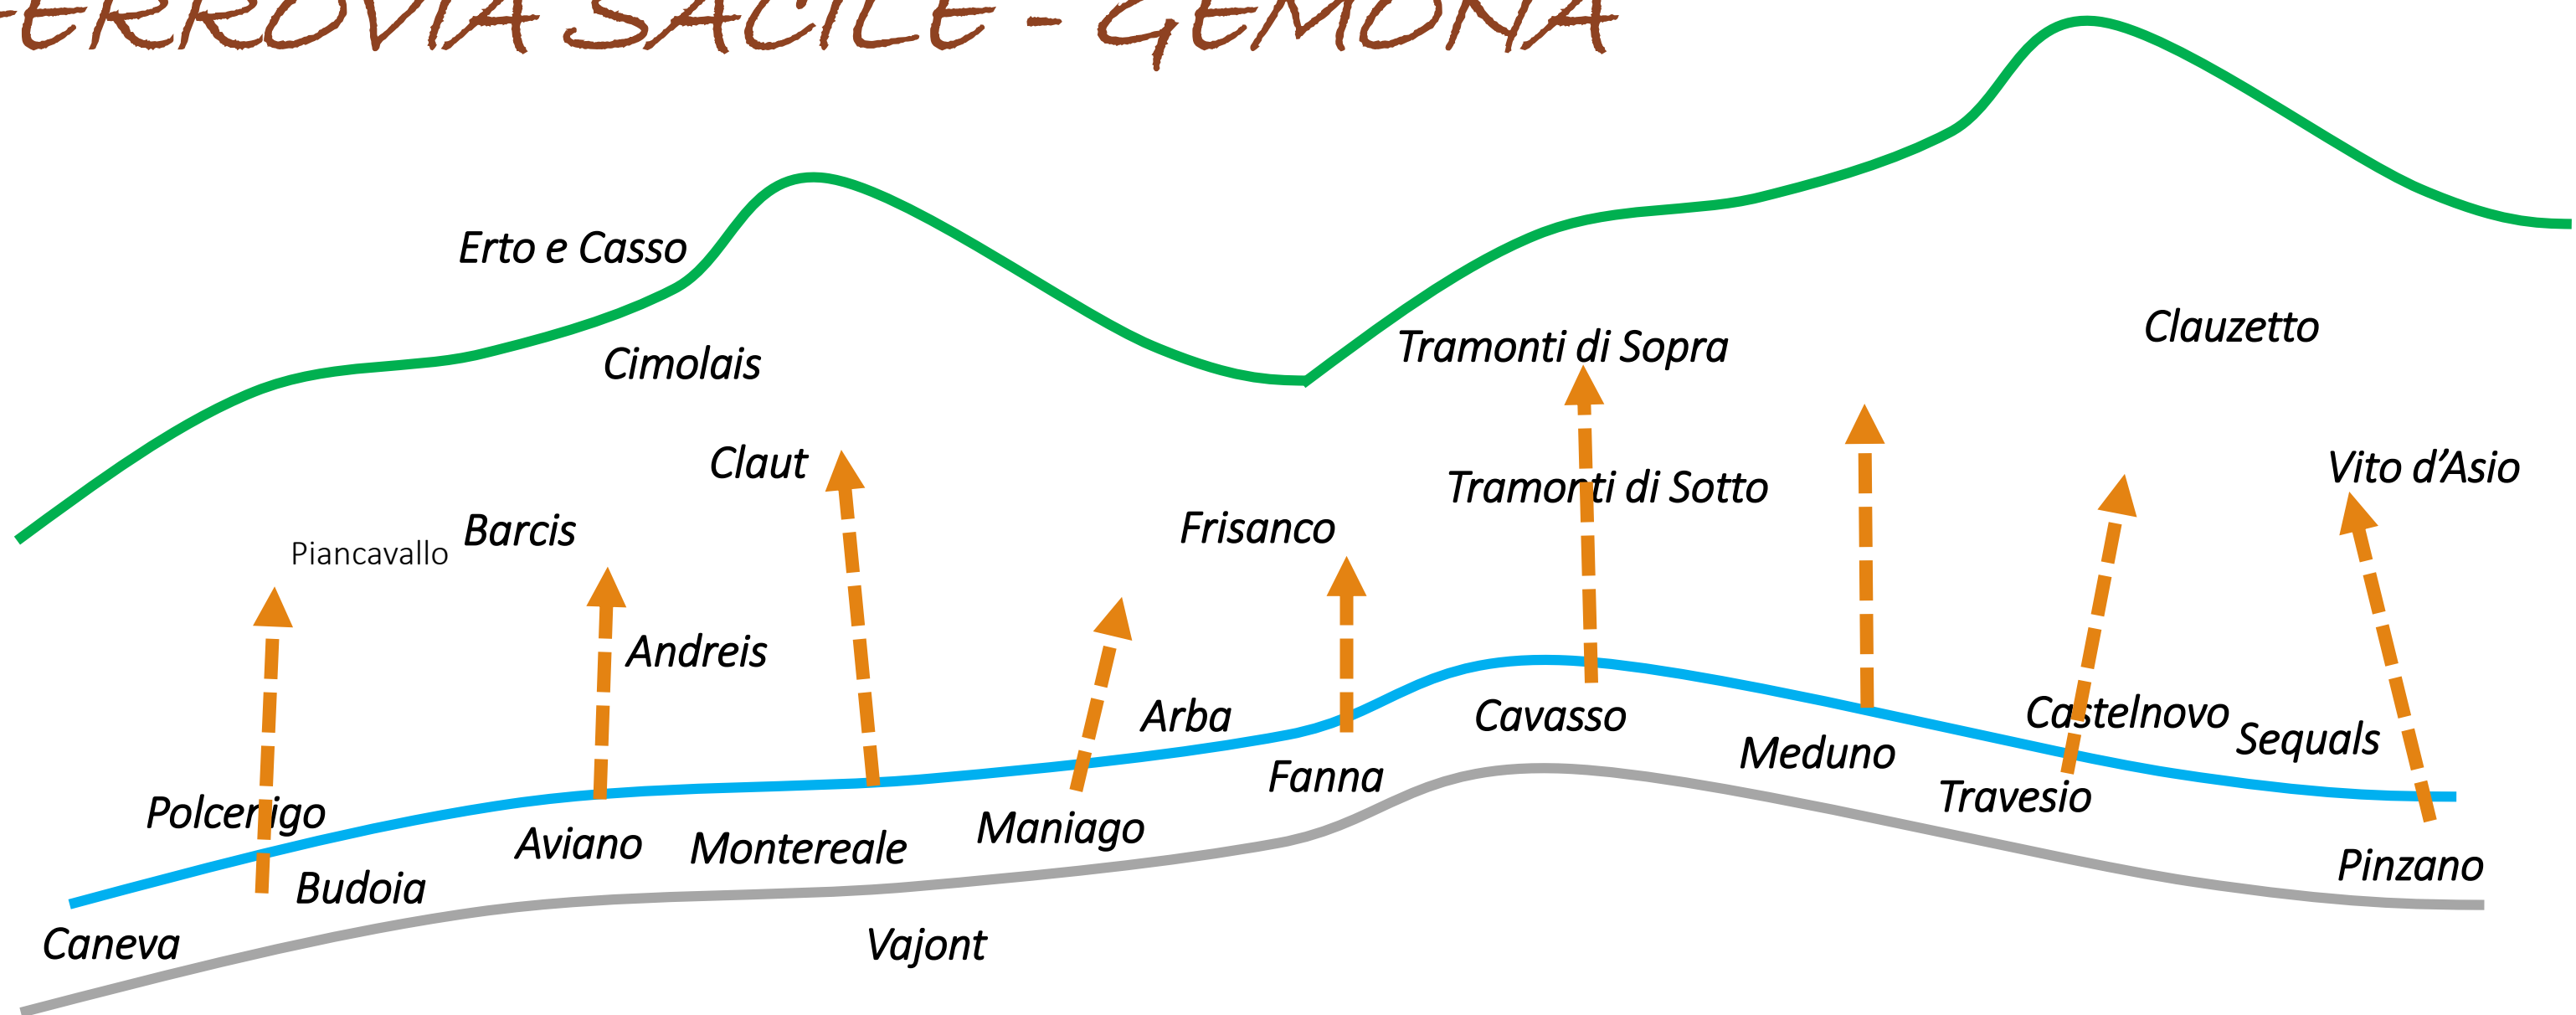 FERROVIA SACILE - GEMONA
Erto e Casso
Cimolais
Tramonti di Sopra
Clauzetto
Claut
Tramonti di Sotto
Vito d’Asio
Piancavallo
Barcis
Frisanco
Andreis
Arba
Cavasso
Castelnovo
Sequals
Polcenigo
Fanna
Meduno
Travesio
Budoia
Aviano
Montereale
Maniago
Pinzano
Caneva
Vajont